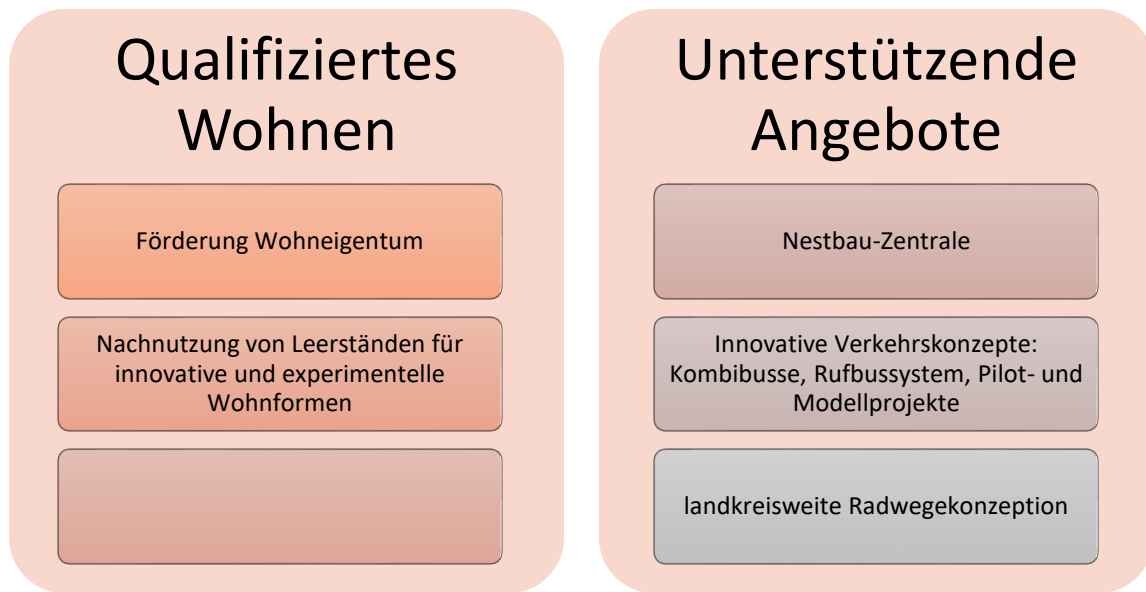 Qualifiziertes
Wohnen
Förderung Wohneigentum
Nachnutzung von Leerständen für
innovative und experimentelle
Wohnformen
Unterstützende
Angebote
Nestbau-Zentrale
Innovative Verkehrskonzepte:
Kombibusse, Rufbussystem, Pilot- und
Modellprojekte
landkreisweite Radwegekonzeption